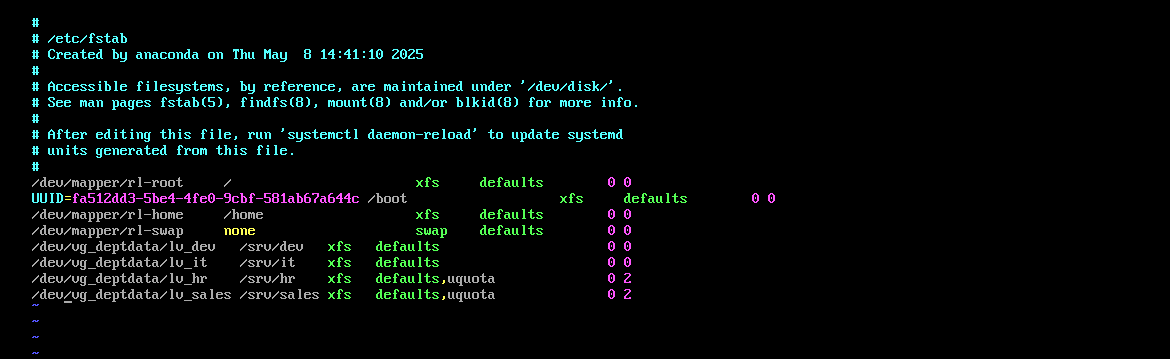 #
# /etc/fstab
# Created by anaconda on Thu May  8 14:41:10 2025
#
# Accessible filesystems, by reference, are maintained under '/dev/disk/'.
# See man pages fstab(5), findfs(8), mount(8) and/or blkid(8) for more info.
#
# After editing this file, run 'systemctl daemon-reload' to update systemd
# units generated from this file.
#
/dev/mapper/rl-root     /                       xfs     defaults        0 0
UUID=fa512dd3-5be4-4fe0-9cbf-581ab67a644c /boot                   xfs     defaults        0 0
/dev/mapper/rl-home     /home                   xfs     defaults        0 0
/dev/mapper/rl-swap     none                    swap    defaults        0 0
/dev/vg_deptdata/lv_dev   /srv/dev   xfs   defaults                     0 0
/dev/vg_deptdata/lv_it    /srv/it    xfs   defaults                     0 0
/dev/vg_deptdata/lv_hr    /srv/hr    xfs   defaults,uquota              0 2
/dev/vg_deptdata/lv_sales /srv/sales xfs   defaults,uquota              0 2
~
~
~
~